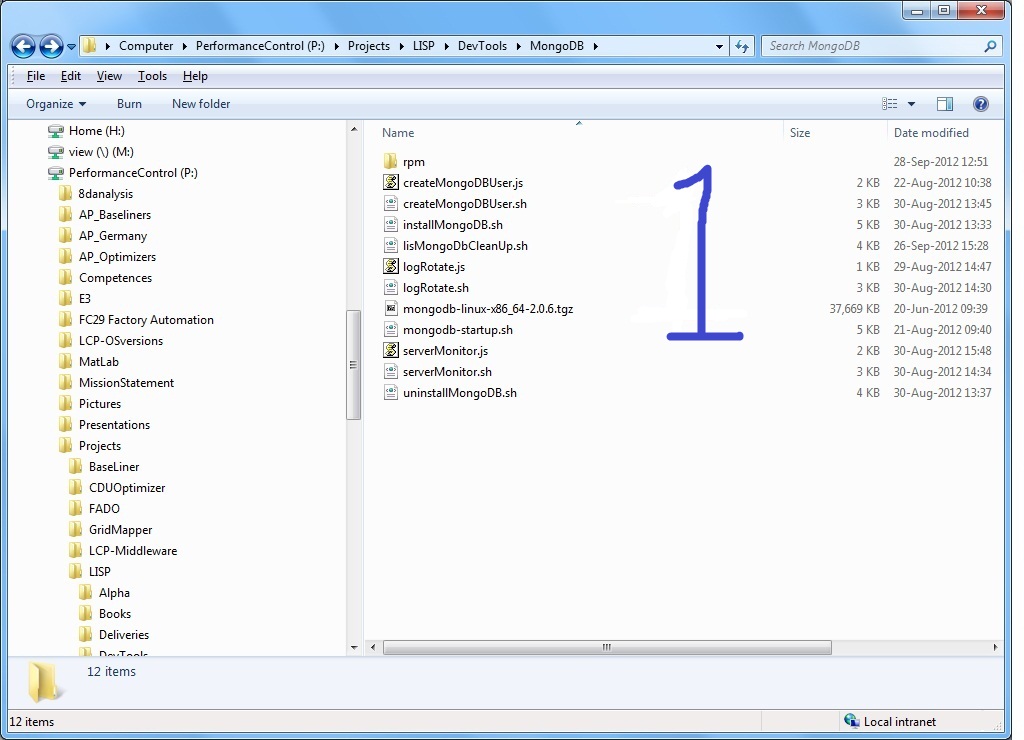 Computer PerformanceControl (P:) Projects LISP DevTools MongoDB Search MongoDB
File Edit View Tools Help
Organize Burn New folder
Home (H:)
view (\) (M:)
PerformanceControl (P:)
8danalysis
AP_Baseliners
AP_Germany
AP_Optimizers
Competences
E3
FC29 Factory Automation
LCP-OSversions
MatLab
MissionStatement
Pictures
Presentations
Projects
BaseLiner
CDUOptimizer
FADO
GridMapper
LCP-Middleware
LISP
Alpha
Books
Deliveries
DevTools
Name Size Date modified
rpm 28-Sep-2012 12:51
createMongoDBUser.js 2 KB 22-Aug-2012 10:38
createMongoDBUser.sh 3 KB 30-Aug-2012 13:45
installMongoDB.sh 5 KB 30-Aug-2012 13:33
lisMongoDbCleanUp.sh 4 KB 26-Sep-2012 15:28
logRotate.js 1 KB 29-Aug-2012 14:47
logRotate.sh 3 KB 30-Aug-2012 14:30
mongodb-linux-x86_64-2.0.6.tgz 37,669 KB 20-Jun-2012 09:39
mongodb-startup.sh 5 KB 21-Aug-2012 09:40
serverMonitor.js 2 KB 30-Aug-2012 15:48
serverMonitor.sh 3 KB 30-Aug-2012 14:34
uninstallMongoDB.sh 4 KB 30-Aug-2012 13:37
1
12 items
12 items Local intranet